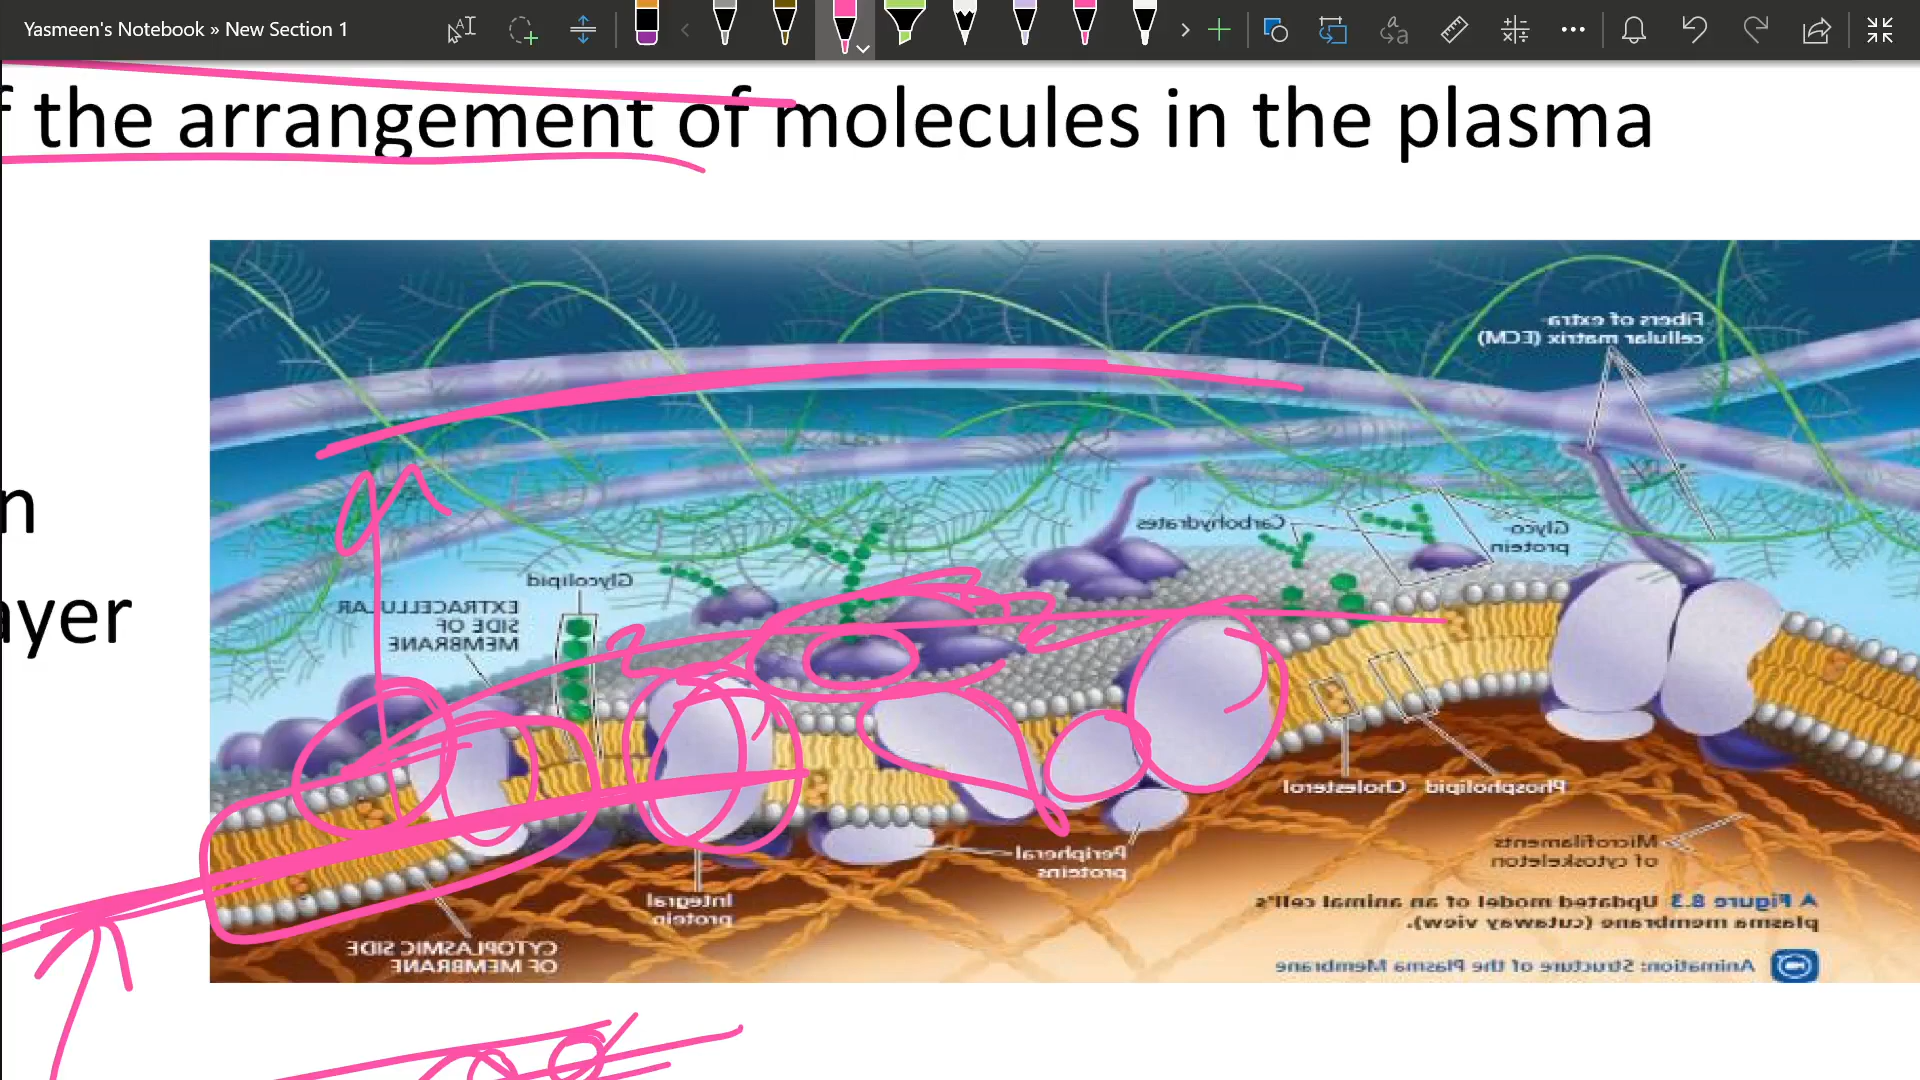 Yasmeen's Notebook » New Section 1
f the arrangement of molecules in the plasma
n
ayer
Fibers of extra-
cellular matrix (ECM)
Carbohydrates
Glyco-
protein
Glycolipid
EXTRACELLULAR
SIDE OF
MEMBRANE
Cholesterol
Phospholipid
Microfilaments
of cytoskeleton
Peripheral
proteins
Integral
protein
CYTOPLASMIC SIDE
OF MEMBRANE
▲ Figure 8.3 Updated model of an animal cell's
plasma membrane (cutaway view).
Animation: Structure of the Plasma Membrane